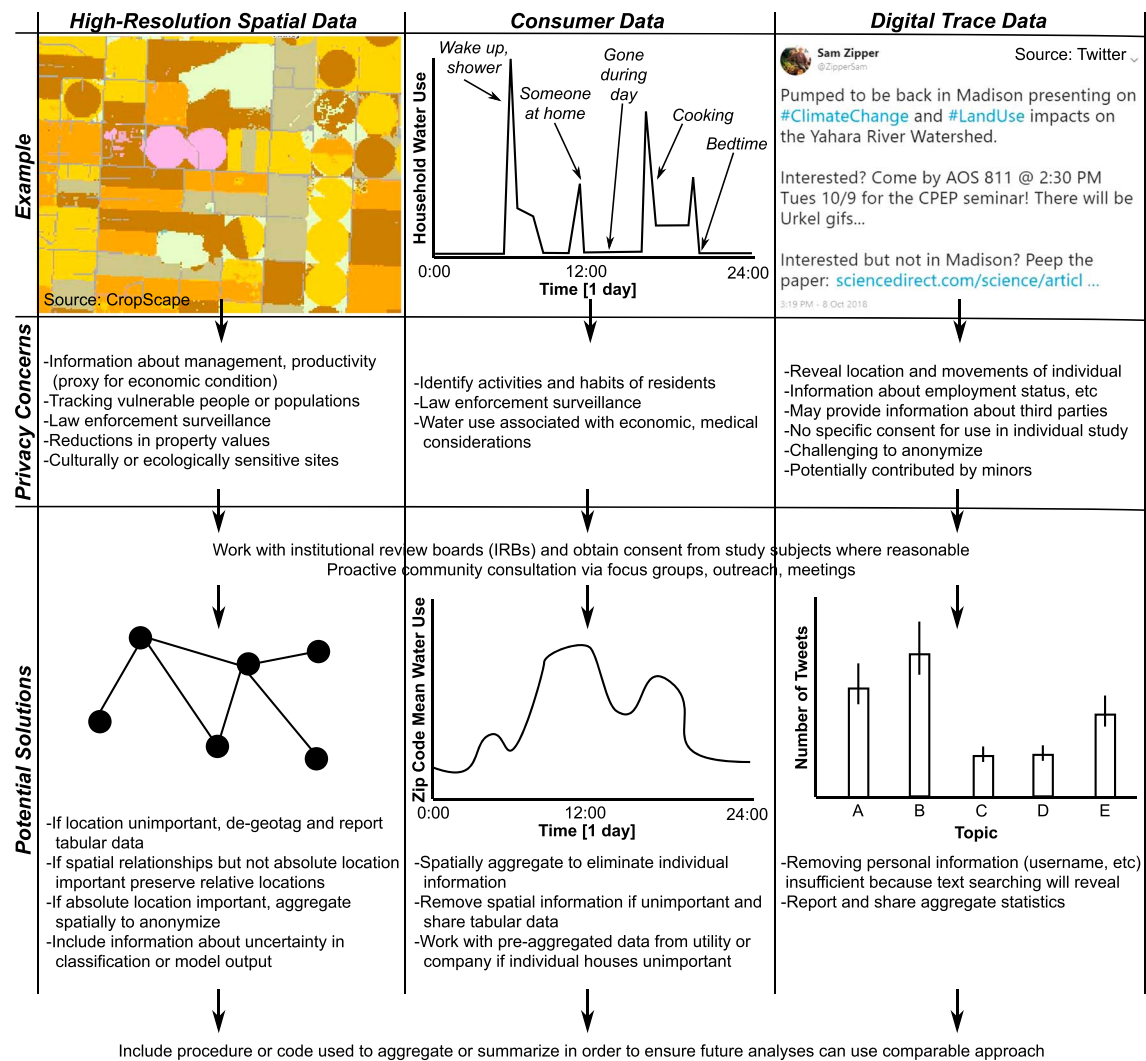 High-Resolution Spatial Data
Consumer Data
Digital Trace Data
Example
Source: CropScape
Household Water Use
Wake up,
shower
Someone
at home
Gone
during
day
Cooking
Bedtime
0:00
12:00
24:00
Time [1 day]
Sam Zipper
@ZipperSam
Source: Twitter
Pumped to be back in Madison presenting on
#ClimateChange and #LandUse impacts on
the Yahara River Watershed.
Interested? Come by AOS 811 @ 2:30 PM
Tues 10/9 for the CPEP seminar! There will be
Urkel gifs...
Interested but not in Madison? Peep the
paper: sciencedirect.com/science/articl ...
3:19 PM - 8 Oct 2018
Privacy Concerns
-Information about management, productivity
(proxy for economic condition)
-Tracking vulnerable people or populations
-Law enforcement surveillance
-Reductions in property values
-Culturally or ecologically sensitive sites
-Identify activities and habits of residents
-Law enforcement surveillance
-Water use associated with economic, medical
considerations
-Reveal location and movements of individual
-Information about employment status, etc
-May provide information about third parties
-No specific consent for use in individual study
-Challenging to anonymize
-Potentially contributed by minors
Potential Solutions
Work with institutional review boards (IRBs) and obtain consent from study subjects where reasonable
Proactive community consultation via focus groups, outreach, meetings
-If location unimportant, de-geotag and report
tabular data
-If spatial relationships but not absolute location
important preserve relative locations
-If absolute location important, aggregate
spatially to anonymize
-Include information about uncertainty in
classification or model output
Zip Code Mean Water Use
0:00
12:00
24:00
Time [1 day]
-Spatially aggregate to eliminate individual
information
-Remove spatial information if unimportant and
share tabular data
-Work with pre-aggregated data from utility or
company if individual houses unimportant
Number of Tweets
A
B
C
D
E
Topic
-Removing personal information (username, etc)
insufficient because text searching will reveal
-Report and share aggregate statistics
Include procedure or code used to aggregate or summarize in order to ensure future analyses can use comparable approach